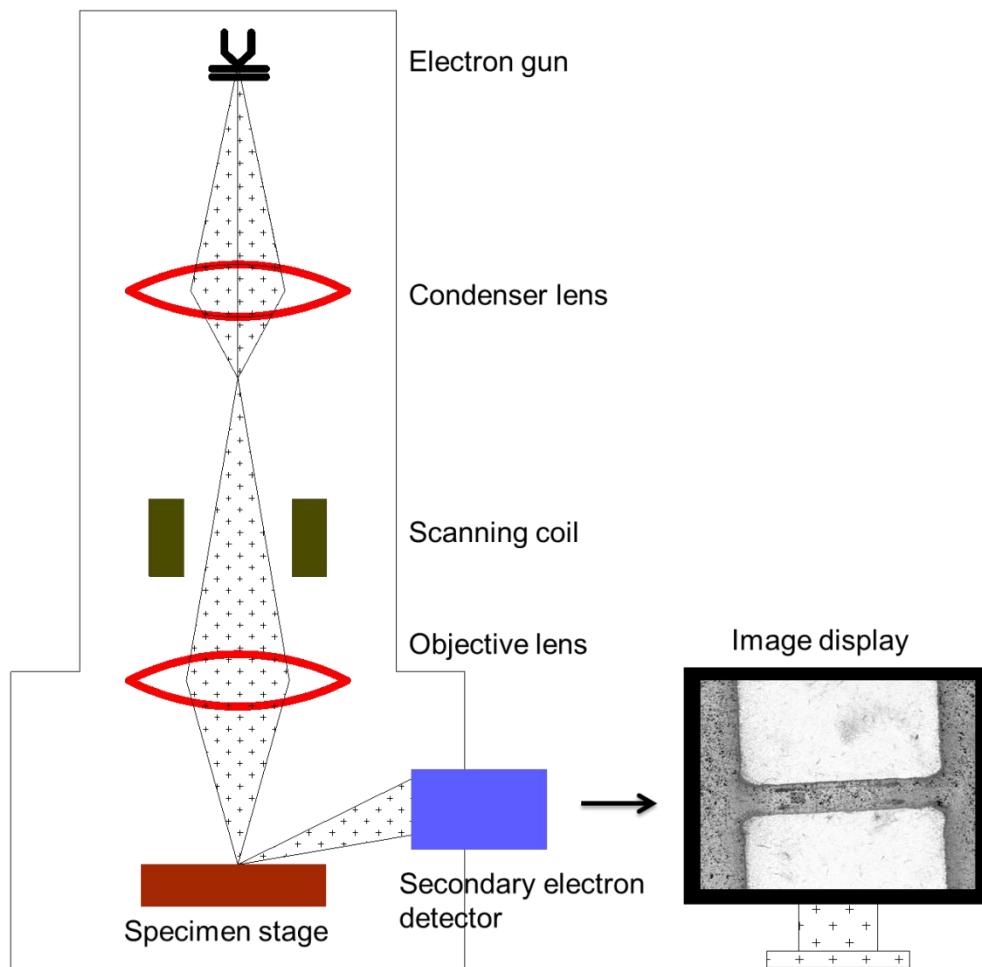 Electron gun
Condenser lens
Scanning coil
Objective lens
Image display
Secondary electron
detector
Specimen stage